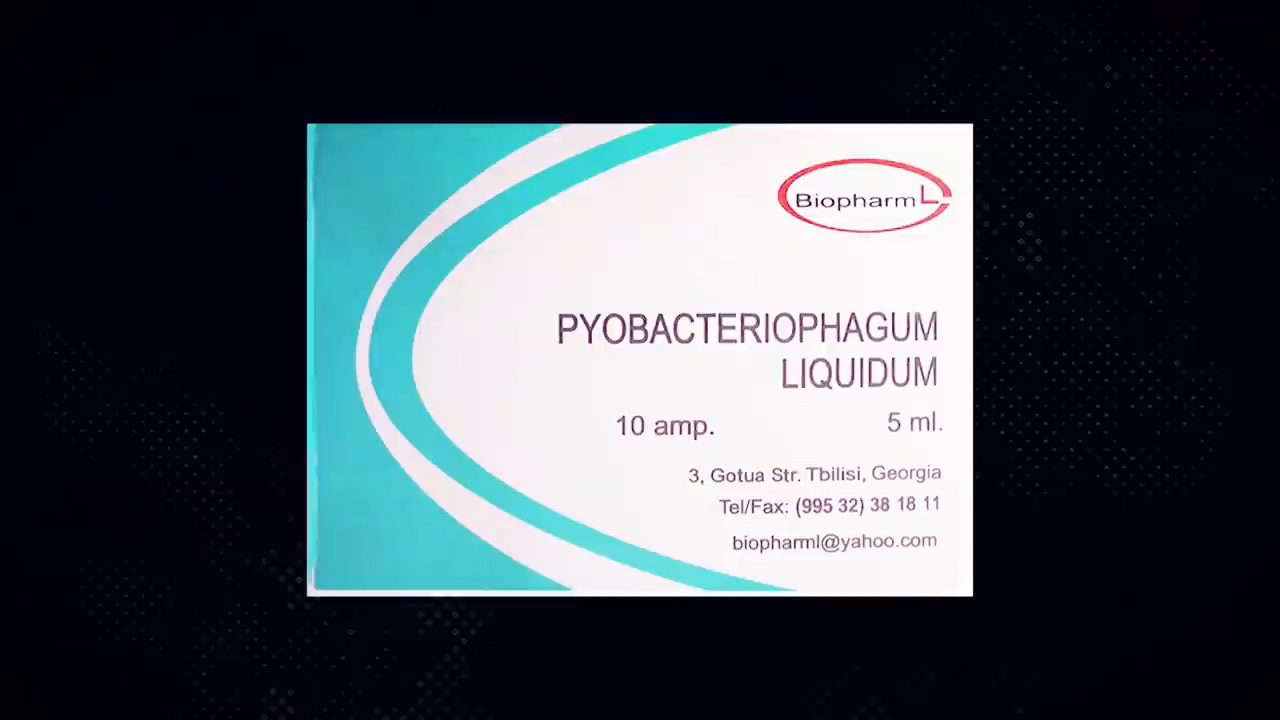 Biopharm L
PYOBACTERIOPHAGUM
LIQUIDUM
10 amp. 5 ml.
3, Gotua Str. Tbilisi, Georgia
Tel/Fax: (995 32) 38 18 11
biopharml@yahoo.com